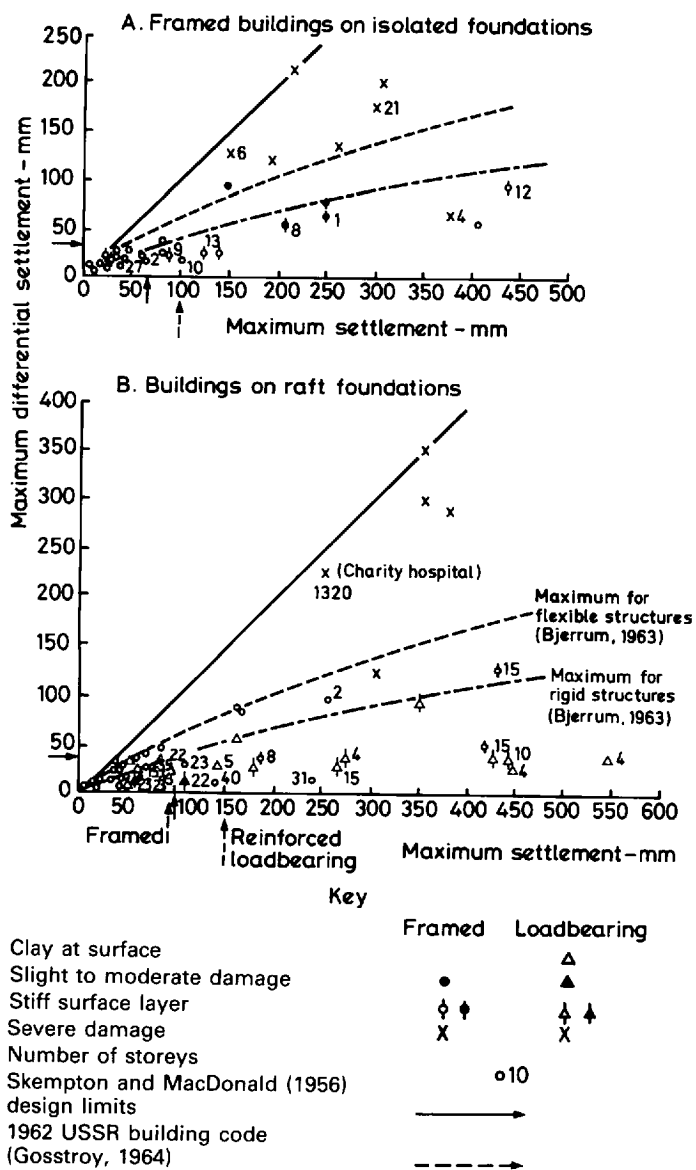 A. Framed buildings on isolated foundations
250
200
150
100
50
0
x 21
x 6
12
1
x 4
8
13
9
2
10
27
0 50 100 150 200 250 300 350 400 450 500
Maximum settlement – mm
Maximum differential settlement – mm
B. Buildings on raft foundations
400
350
300
250
200
150
100
50
0
x (Charity hospital)
1320
Maximum for
flexible structures
(Bjerrum, 1963)
15
Maximum for
rigid structures
(Bjerrum, 1963)
2
22
23
5
8
4
15
10
4
4
22
40
31
15
0 50 100 150 200 250 300 350 400 450 500 550 600
Framed
Reinforced
loadbearing
Maximum settlement – mm
Key
Framed Loadbearing
Clay at surface
Slight to moderate damage
Stiff surface layer
Severe damage
X X
Number of storeys
10
Skempton and MacDonald (1956)
design limits
1962 USSR building code
(Gosstroy, 1964)